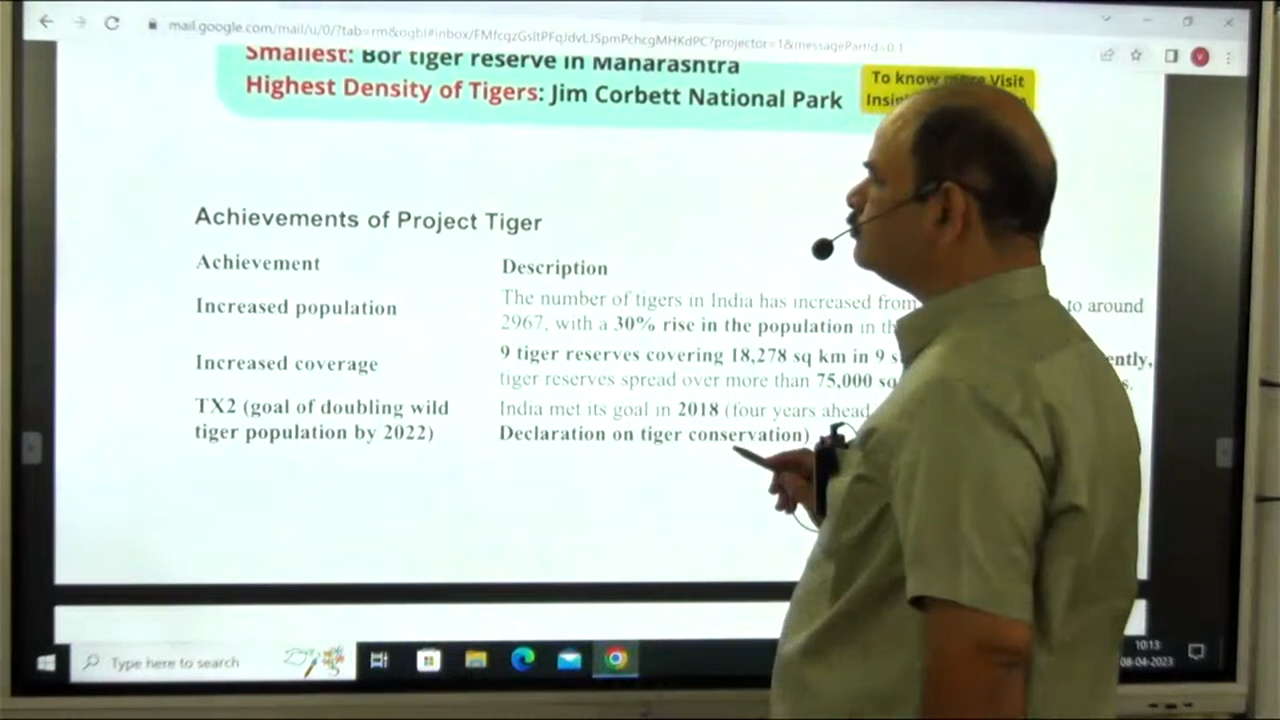 mail.google.com/mail/u/0/?tab=rm&ogbl#inbox/FMfcgzGsltPFqJdvLJSpmPchcgMHKdPC?projector=1&messagePartId=0.1
Smallest: Bor tiger reserve in Maharashtra
Highest Density of Tigers: Jim Corbett National Park
To know more Visit
Achievements of Project Tiger
Achievement Description
Increased population The number of tigers in India has increased from to around
2967, with a 30% rise in the population in
Increased coverage 9 tiger reserves covering 18,278 sq km in 9
tiger reserves spread over more than 75,000
TX2 (goal of doubling wild India met its goal in 2018 (four years ahead
tiger population by 2022) Declaration on tiger conservation)
Type here to search
10:13
08-04-2023